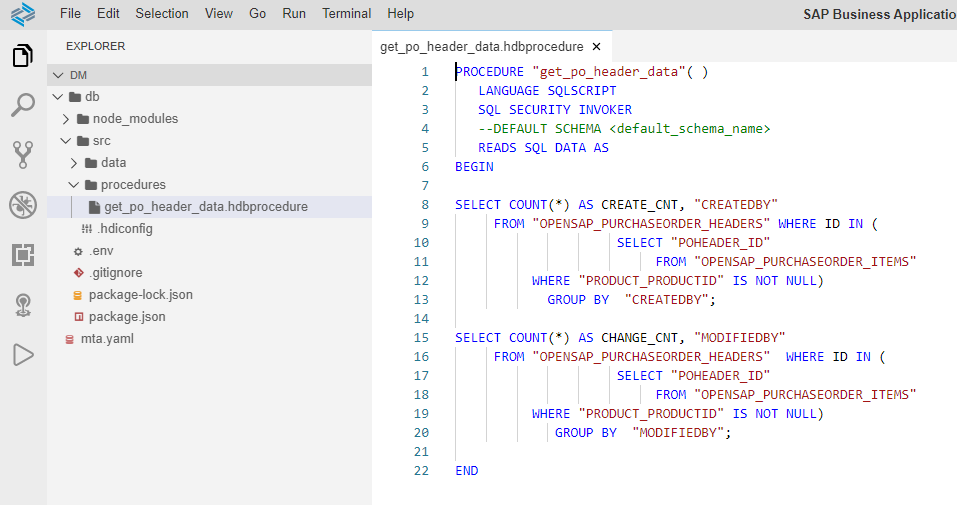 File Edit Selection View Go Run Terminal Help SAP Business Applicatio
EXPLORER
DM
db
node_modules
src
data
procedures
get_po_header_data.hdbprocedure
.hdiconfig
.env
.gitignore
package-lock.json
package.json
mta.yaml
get_po_header_data.hdbprocedure ×
1 PROCEDURE "get_po_header_data"( )
2 LANGUAGE SQLSCRIPT
3 SQL SECURITY INVOKER
4 --DEFAULT SCHEMA <default_schema_name>
5 READS SQL DATA AS
6 BEGIN
7
8 SELECT COUNT(*) AS CREATE_CNT, "CREATEDBY"
9 FROM "OPENSAP_PURCHASEORDER_HEADERS" WHERE ID IN (
10 SELECT "POHEADER_ID"
11 FROM "OPENSAP_PURCHASEORDER_ITEMS"
12 WHERE "PRODUCT_PRODUCTID" IS NOT NULL)
13 GROUP BY "CREATEDBY";
14
15 SELECT COUNT(*) AS CHANGE_CNT, "MODIFIEDBY"
16 FROM "OPENSAP_PURCHASEORDER_HEADERS" WHERE ID IN (
17 SELECT "POHEADER_ID"
18 FROM "OPENSAP_PURCHASEORDER_ITEMS"
19 WHERE "PRODUCT_PRODUCTID" IS NOT NULL)
20 GROUP BY "MODIFIEDBY";
21
22 END